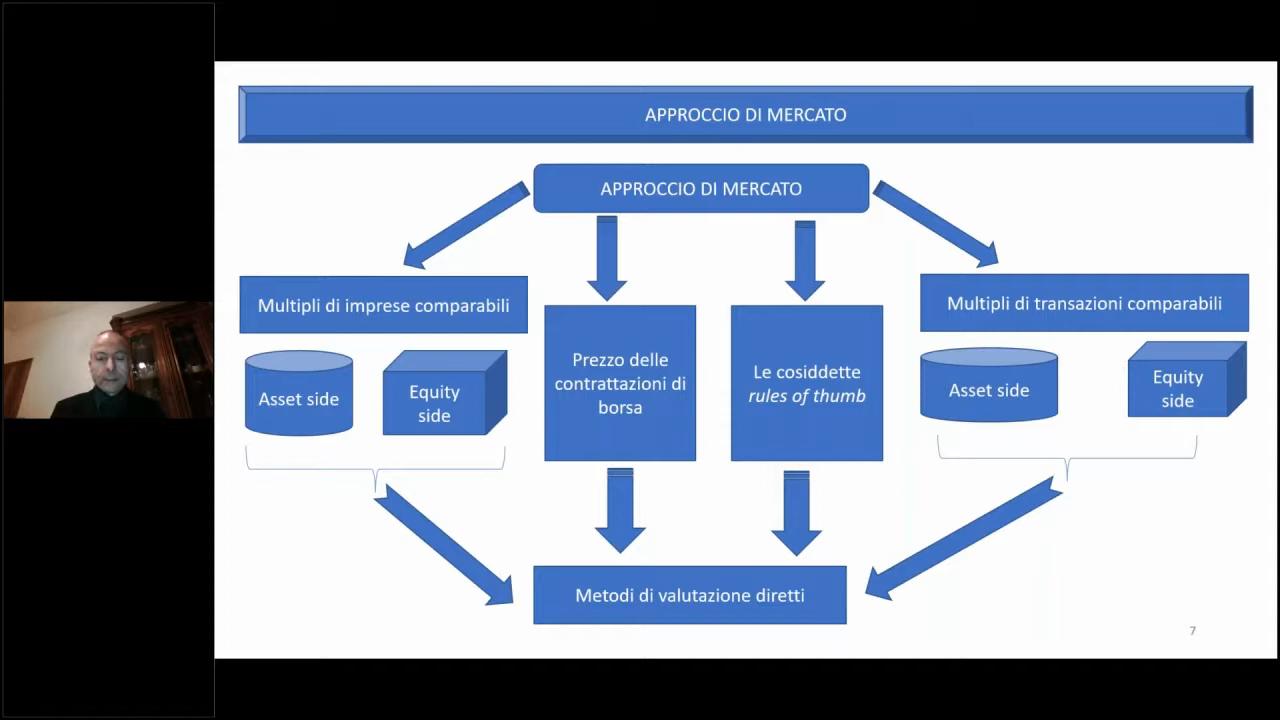 APPROCCIO DI MERCATO
APPROCCIO DI MERCATO
Multipli di imprese comparabili
Asset side
Equity
side
Prezzo delle
contrattazioni di
borsa
Le cosiddette
rules of thumb
Multipli di transazioni comparabili
Asset side
Equity
side
Metodi di valutazione diretti
7